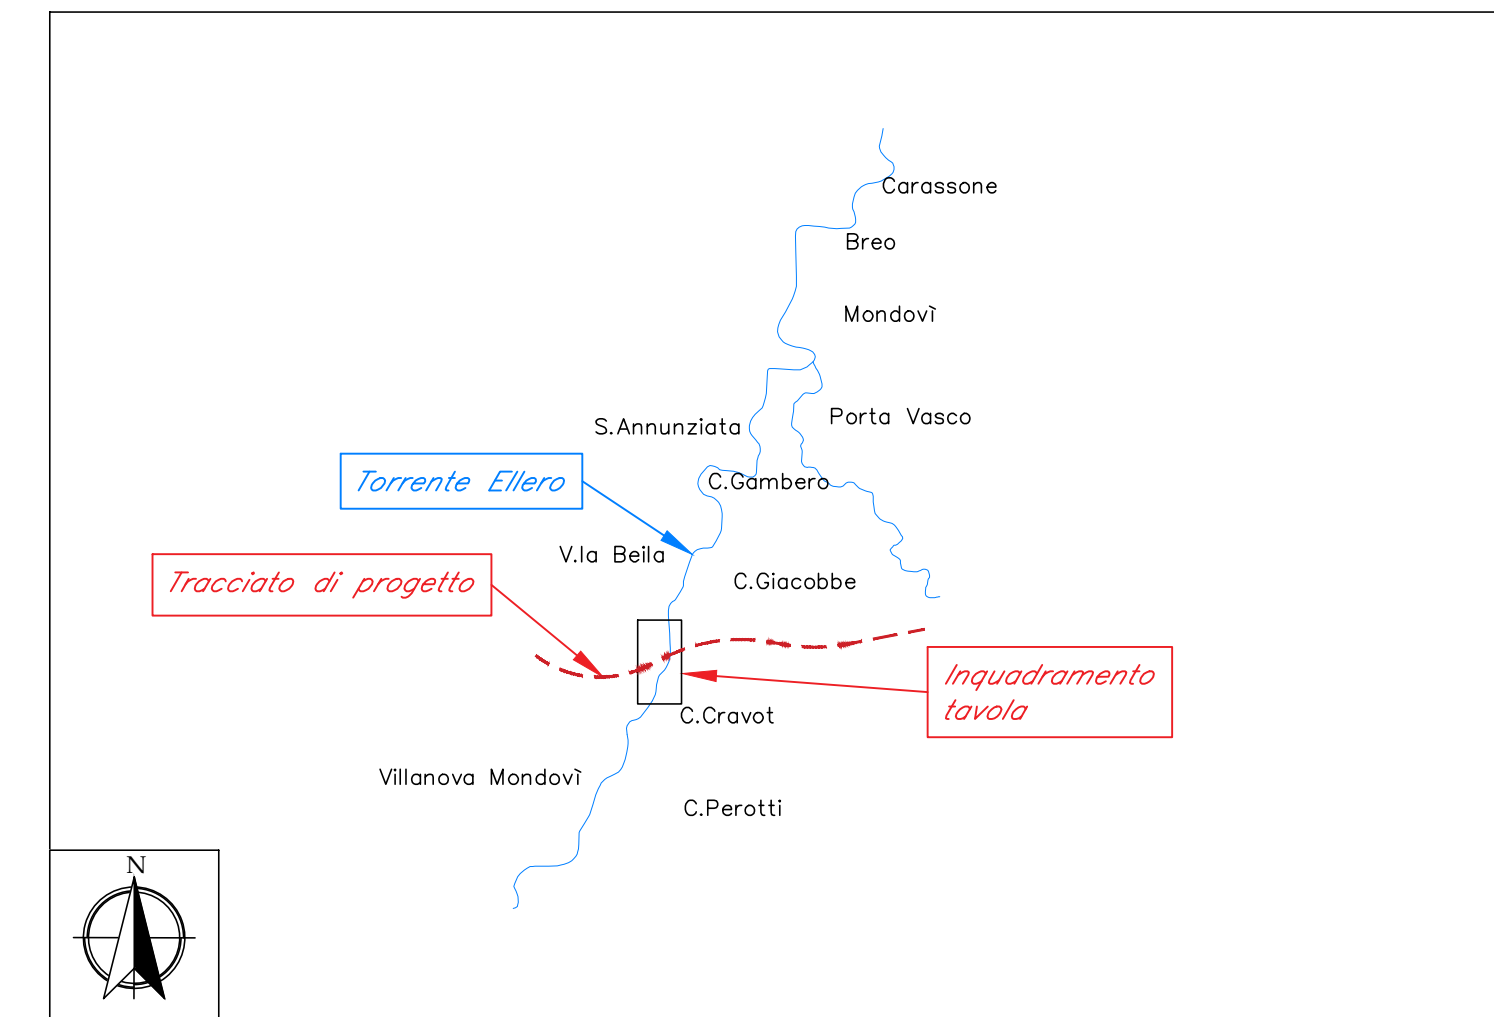 Carassone
Breo
Mondovì
Porta Vasco
S.Annunziata
Torrente Ellero
C.Gambero
V.la Beila
Tracciato di progetto
C.Giacobbe
Inquadramento
tavola
C.Cravot
Villanova Mondovì
C.Perotti
N